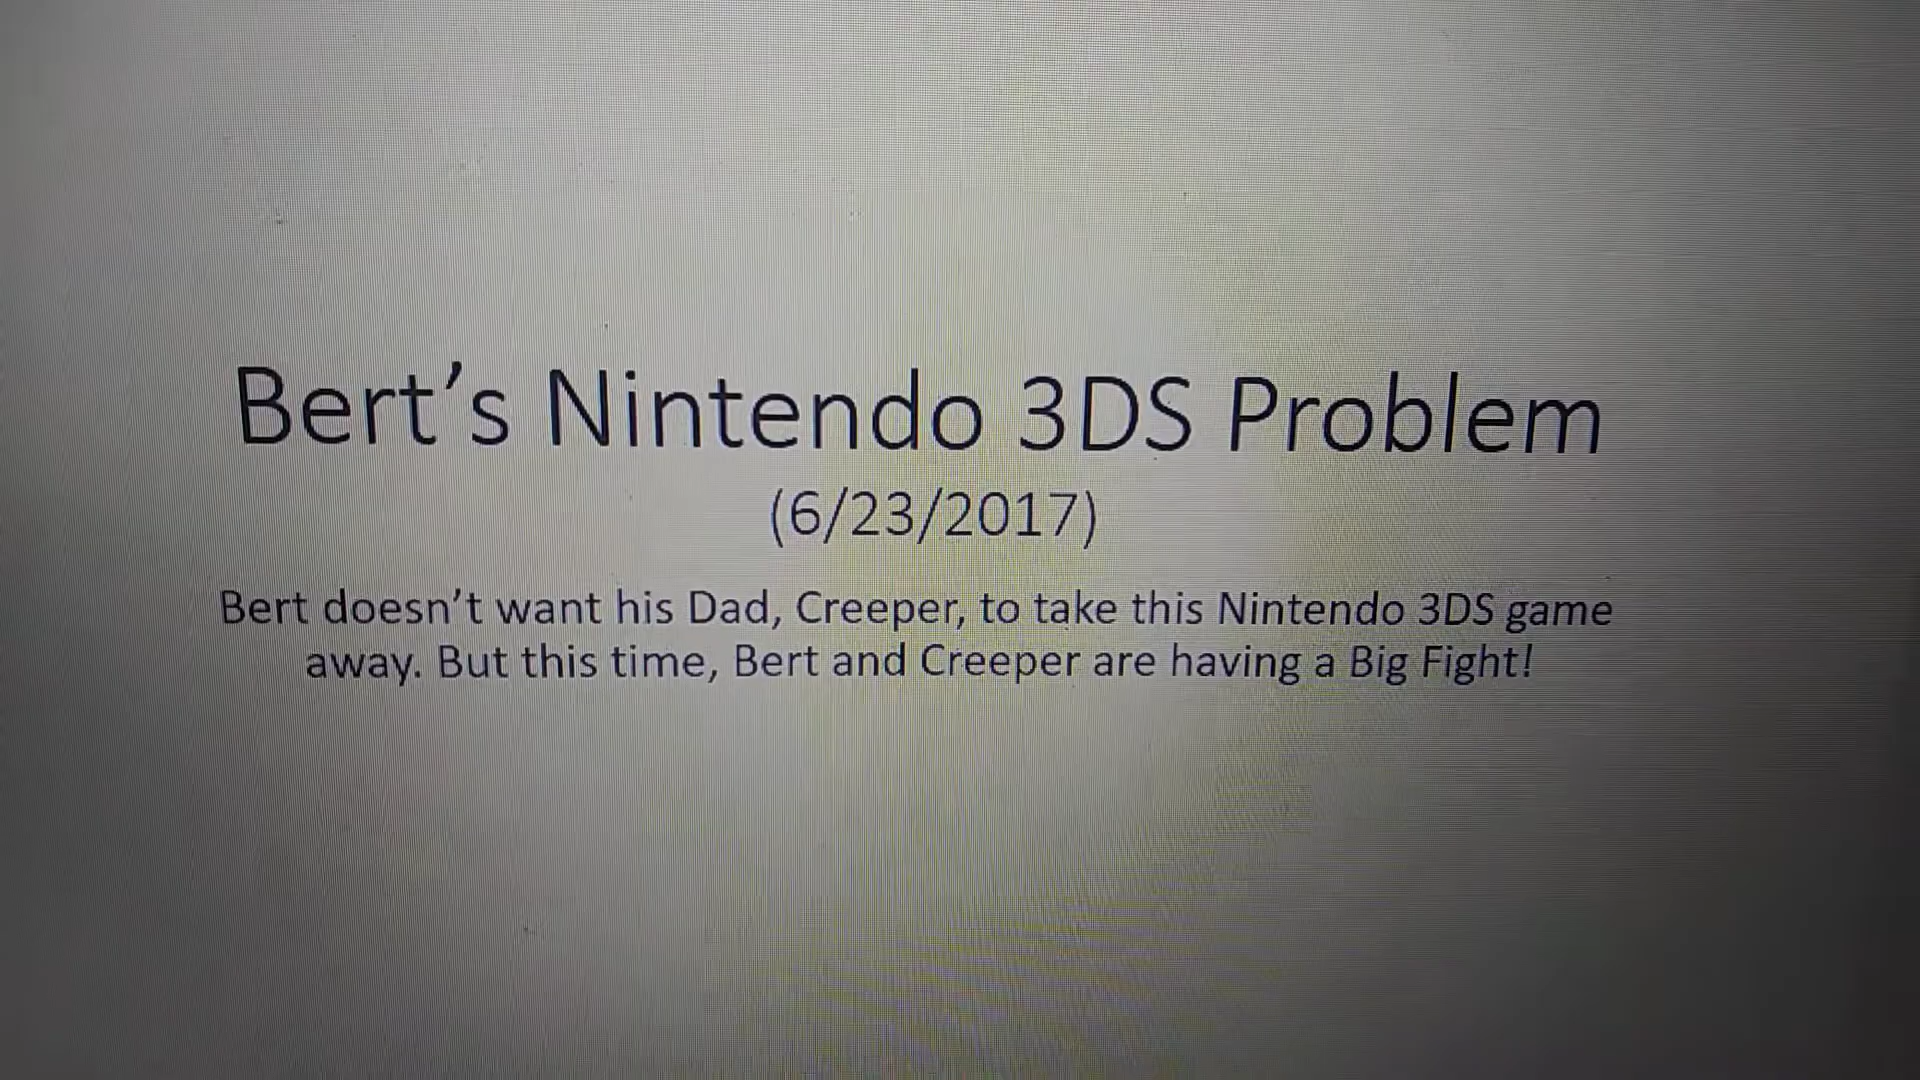 Bert’s Nintendo 3DS Problem
(6/23/2017)
Bert doesn’t want his Dad, Creeper, to take this Nintendo 3DS game
away. But this time, Bert and Creeper are having a Big Fight!